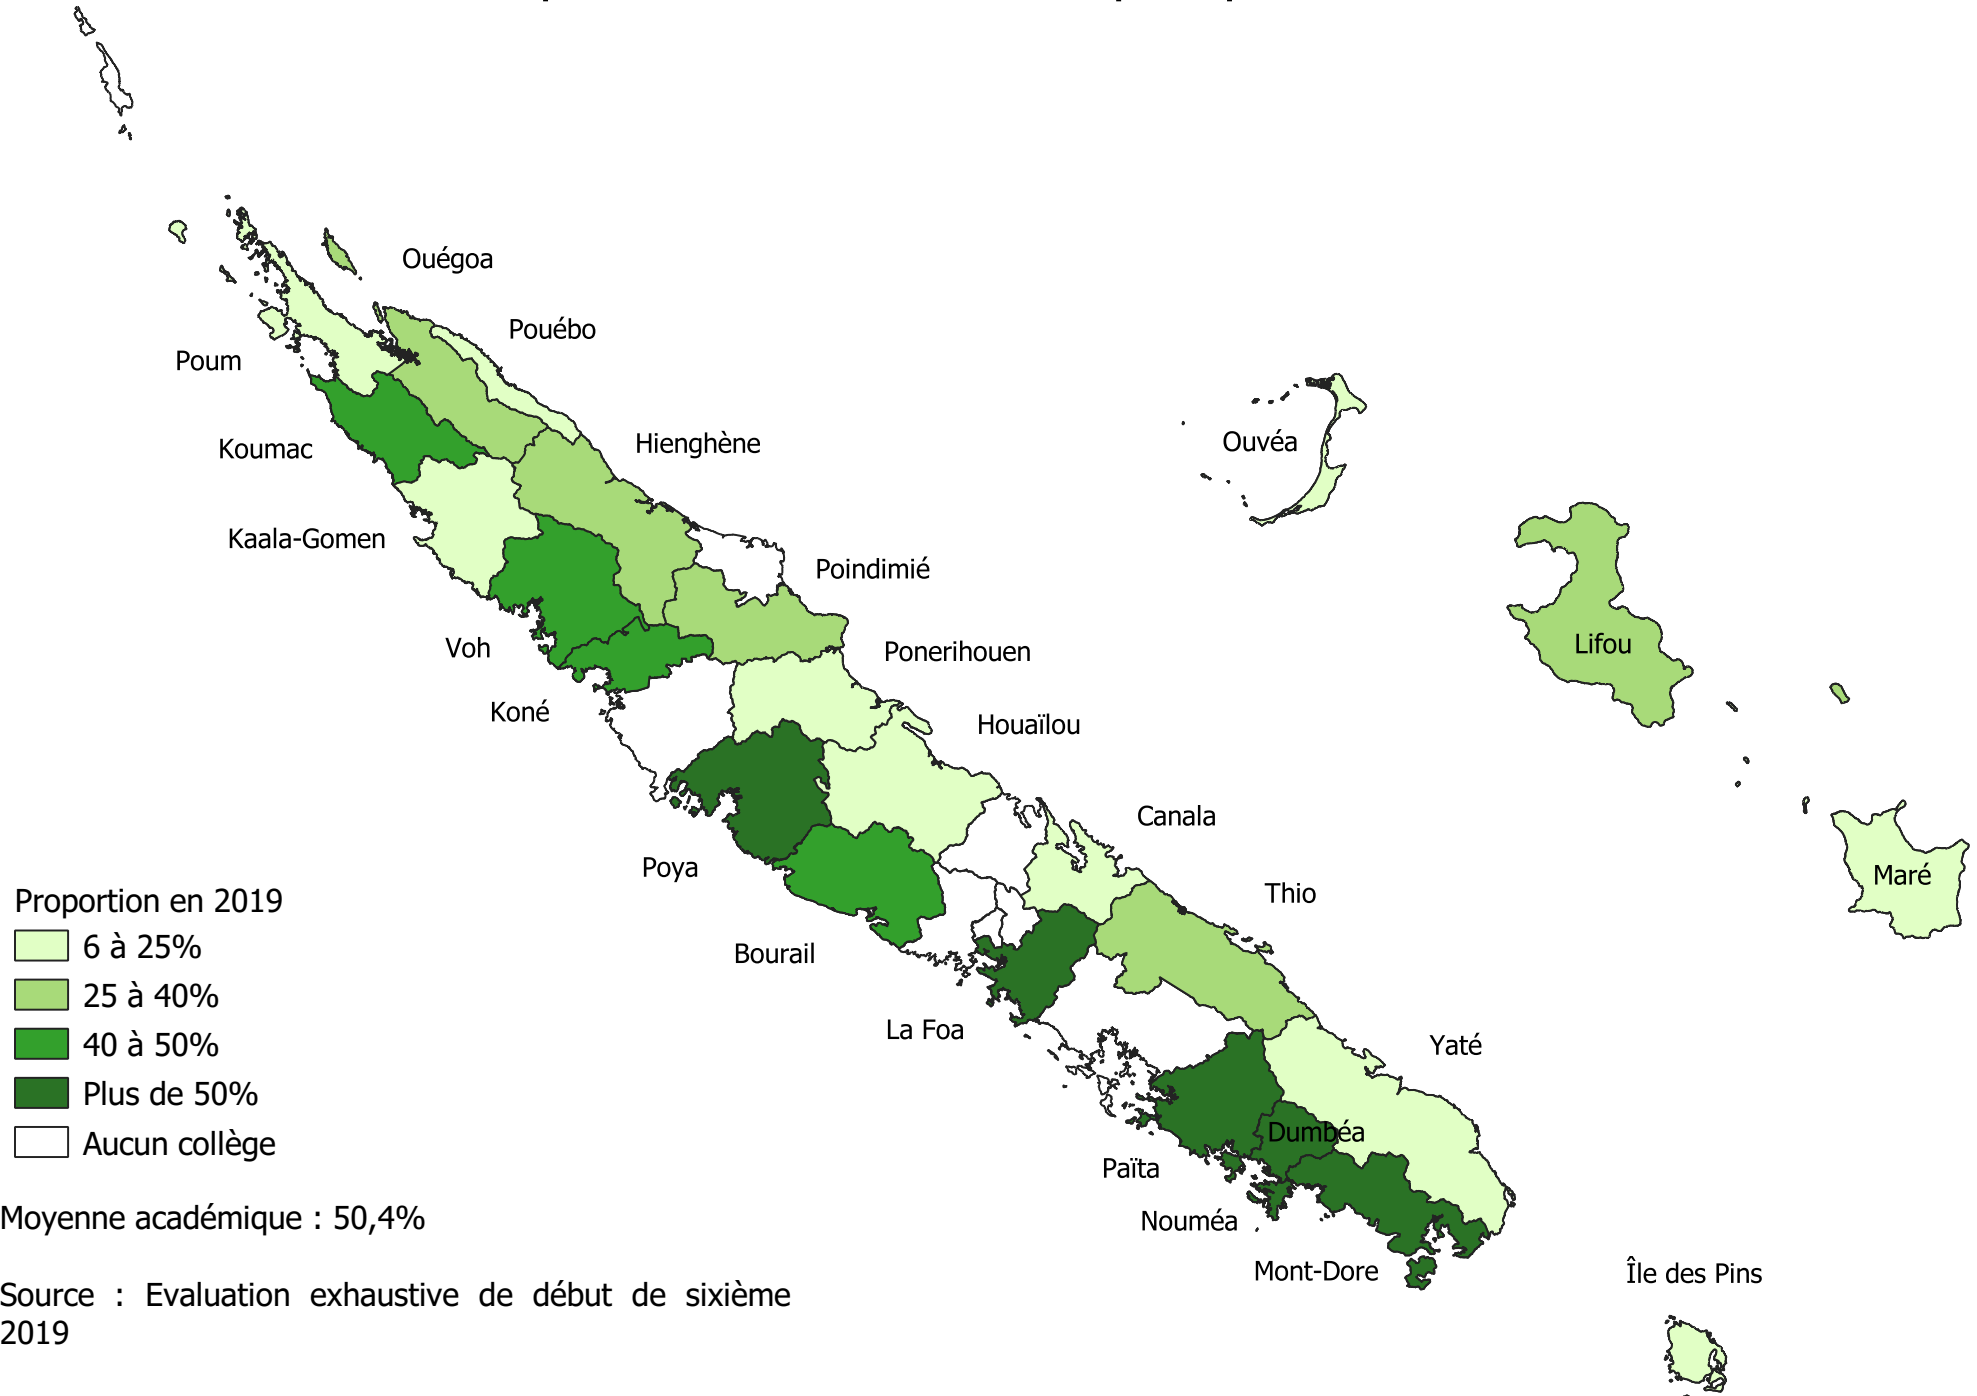 Ouégoa
Pouébo
Poum
Koumac
Hienghène
Ouvéa
Kaala-Gomen
Poindimié
Voh
Ponerihouen
Lifou
Koné
Houaïlou
Canala
Poya
Maré
Thio
Bourail
La Foa
Yaté
Dumbéa
Païta
Nouméa
Mont-Dore
Île des Pins
Proportion en 2019
6 à 25%
25 à 40%
40 à 50%
Plus de 50%
Aucun collège
Moyenne académique : 50,4%
Source : Evaluation exhaustive de début de sixième
2019